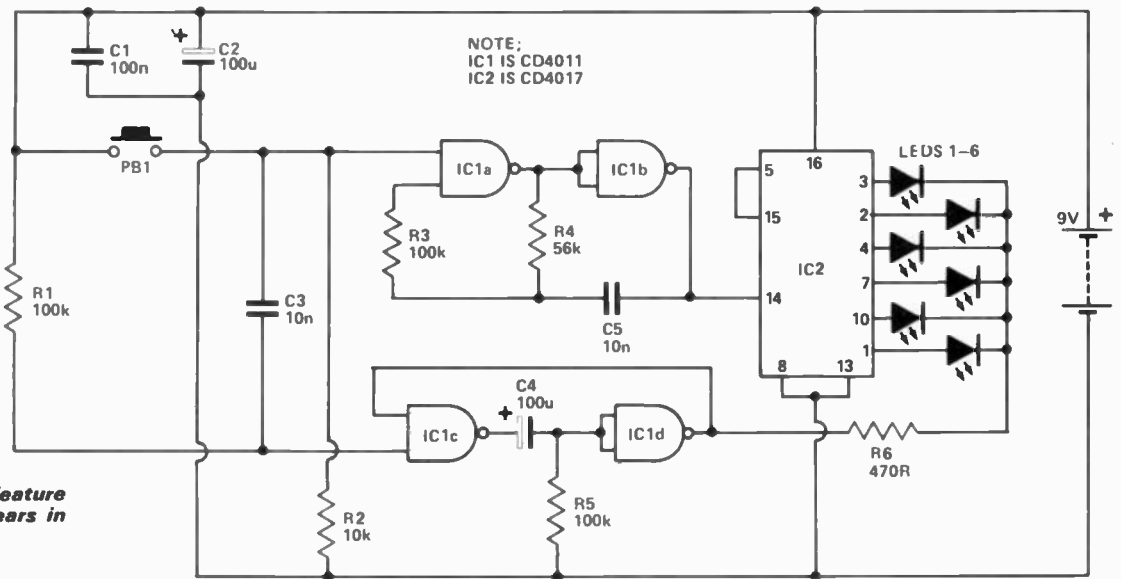 C1
100n
+
C2
100u
NOTE;
IC1 IS CD4011
IC2 IS CD4017
PB1
IC1a
IC1b
R3
100k
R4
56k
C5
10n
R1
100k
C3
10n
5
15
14
16
IC2
3
2
4
7
10
1
8
13
LEDS 1–6
9V
+
C4
100u
+
IC1c
IC1d
R6
470R
R2
10k
R5
100k
eature
ears in